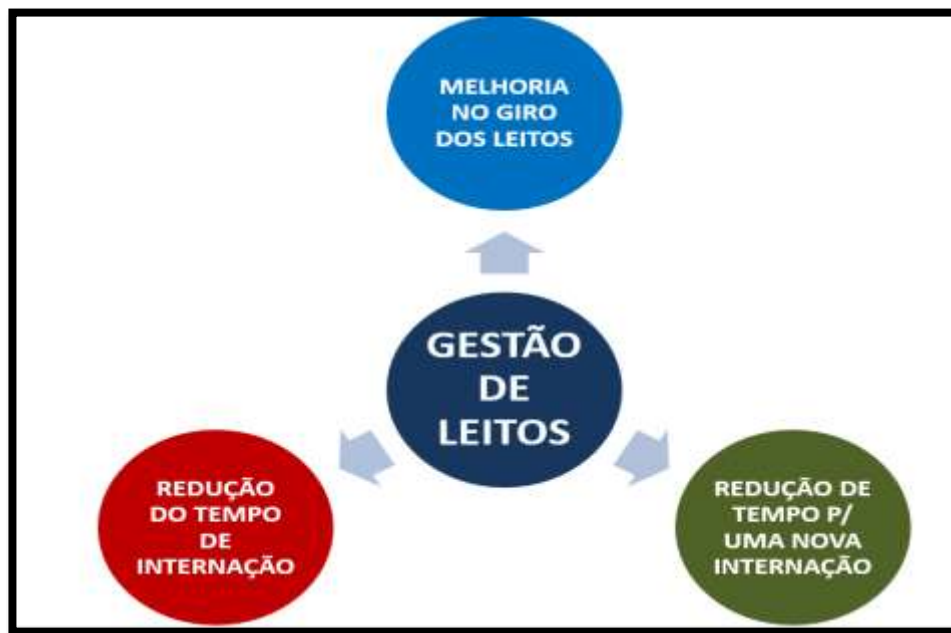 MELHORIA
NO GIRO
DOS LEITOS
GESTÃO
DE
LEITOS
REDUÇÃO
DO TEMPO
DE
INTERNAÇÃO
REDUÇÃO DE
TEMPO P/
UMA NOVA
INTERNAÇÃO